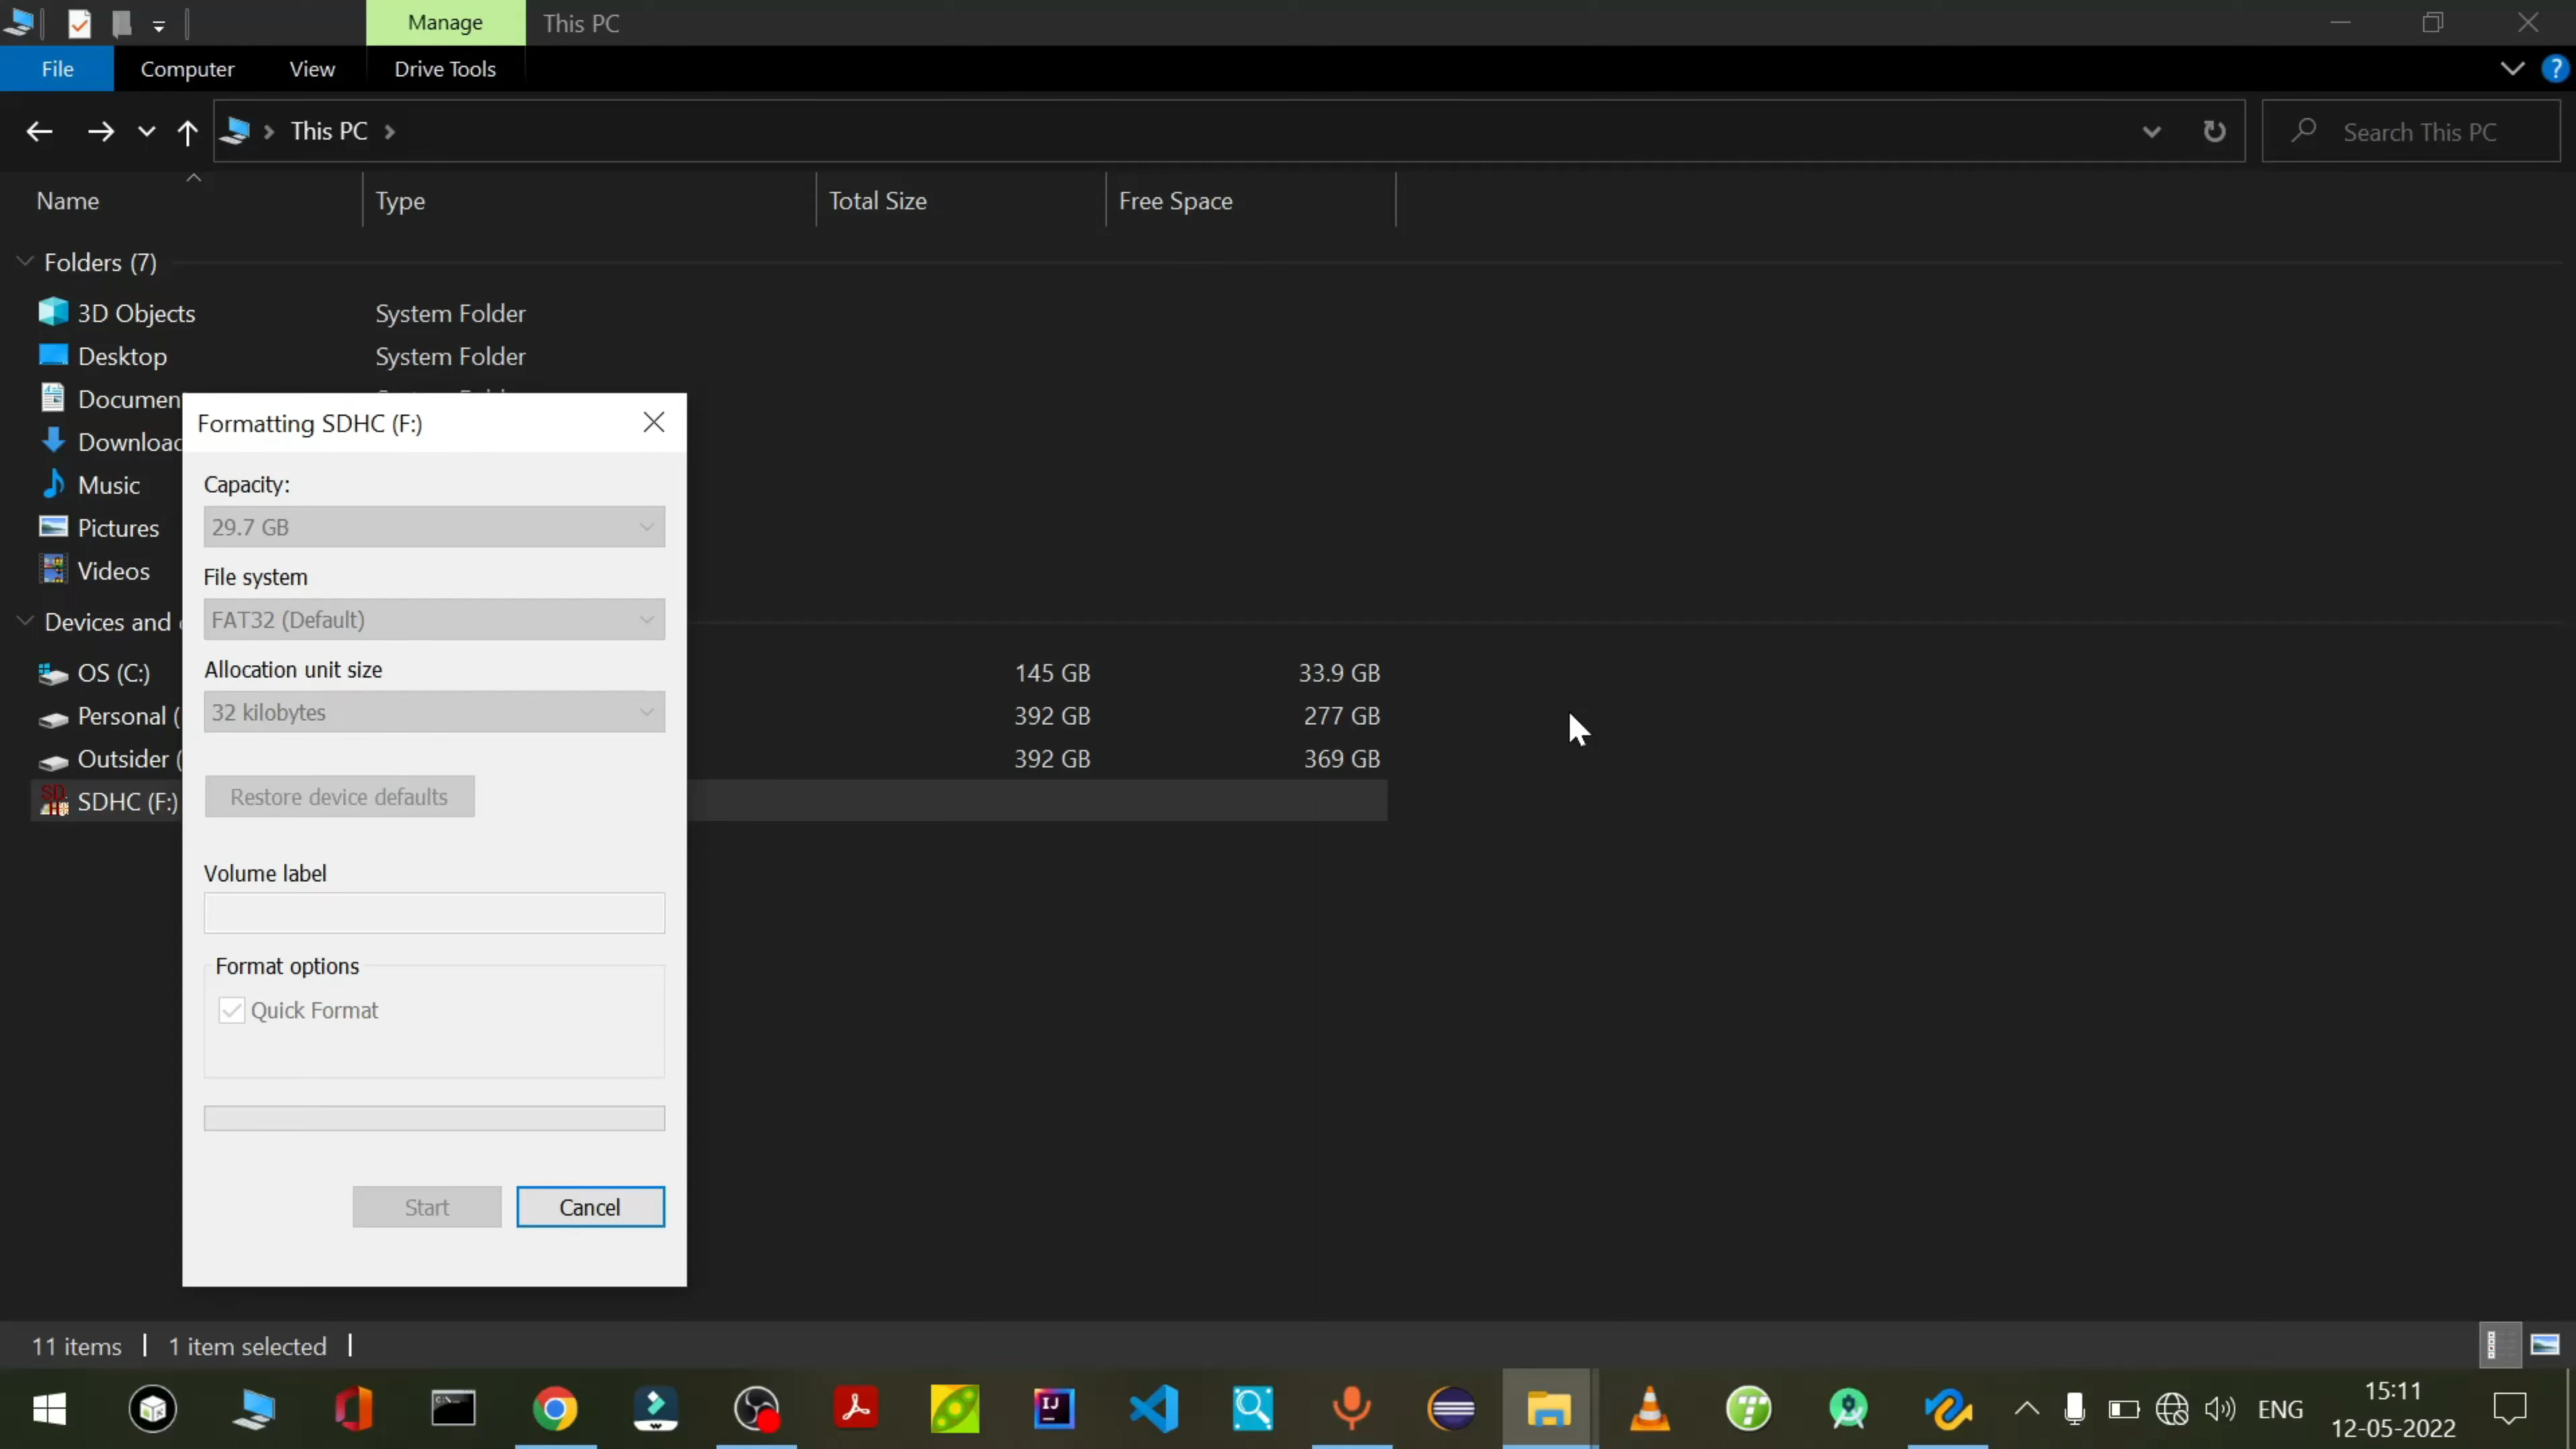 Manage This PC
File Computer View Drive Tools
This PC Search This PC
Name Type Total Size Free Space
Folders (7)
3D Objects System Folder
Desktop System Folder
Document
Downloac
Music
Pictures
Videos
Devices and
OS (C:) 145 GB 33.9 GB
Personal ( 392 GB 277 GB
Outsider ( 392 GB 369 GB
SDHC (F:)
Formatting SDHC (F:)
Capacity:
29.7 GB
File system
FAT32 (Default)
Allocation unit size
32 kilobytes
Restore device defaults
Volume label
Format options
Quick Format
Start Cancel
11 items 1 item selected
ENG 15:11
12-05-2022